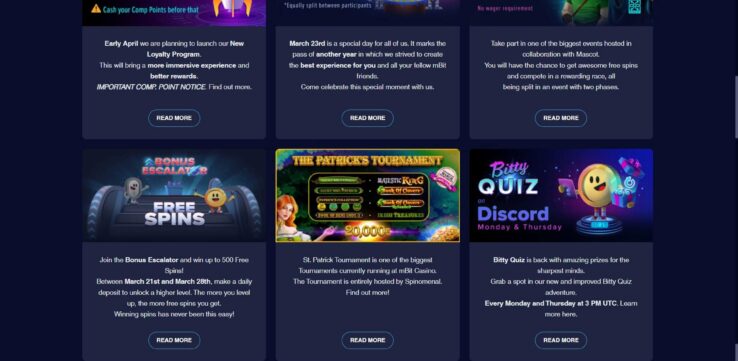 Cash your Comp Points before that
*Equally split between participants
No wager requirement
Early April we are planning to launch our New
Loyalty Program.
This will bring a more immersive experience and
better rewards.
IMPORTANT COMP. POINT NOTICE. Find out more.
READ MORE
March 23rd is a special day for all of us. It marks the
pass of another year in which we strived to create
the best experience for you and all your fellow mBit
friends.
Come celebrate this special moment with us.
READ MORE
Take part in one of the biggest events hosted in
collaboration with Mascot.
You will have the chance to get awesome free spins
and compete in a rewarding race, all
being split in an event with two phases.
READ MORE
BONUS
ESCALATOR
FREE
SPINS
Join the Bonus Escalator and win up to 500 Free
Spins!
Between March 21st and March 28th, make a daily
deposit to unlock a higher level. The more you level
up, the more free spins you get.
Winning spins has never been this easy!
READ MORE
THE PATRICK'S TOURNAMENT
MAJESTIC KING
20,000
St. Patrick Tournament is one of the biggest
Tournaments currently running at mBit Casino.
The Tournament is entirely hosted by Spinomenal.
Find out more!
READ MORE
Bitty
QUIZ
on
Discord
Monday & Thursday
Bitty Quiz is back with amazing prizes for the
sharpest minds.
Grab a spot in our new and improved Bitty Quiz
adventure.
Every Monday and Thursday at 3 PM UTC. Learn
more here.
READ MORE